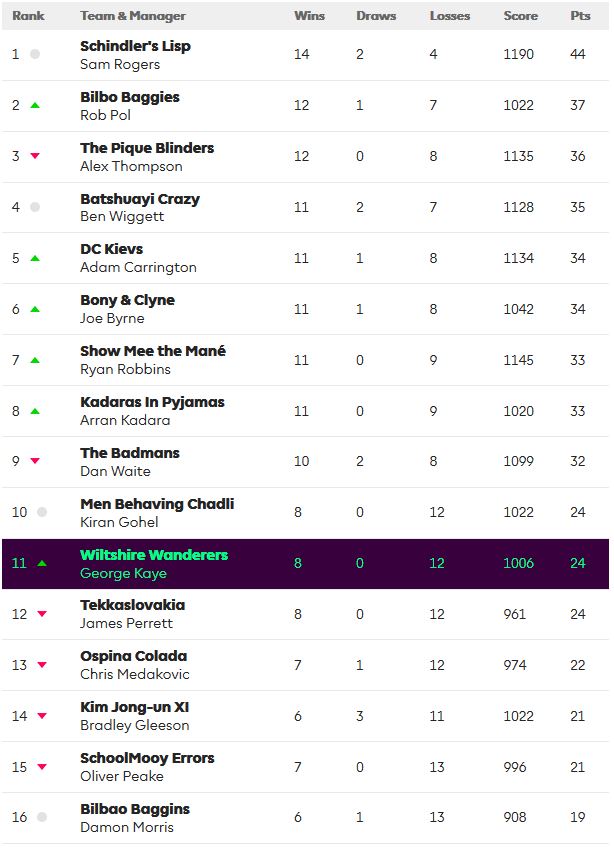 Rank Team & Manager Wins Draws Losses Score Pts
1 Schindler's Lisp 14 2 4 1190 44
Sam Rogers
2 Bilbo Baggies 12 1 7 1022 37
Rob Pol
3 The Pique Blinders 12 0 8 1135 36
Alex Thompson
4 Batshuayi Crazy 11 2 7 1128 35
Ben Wiggett
5 DC Kievs 11 1 8 1134 34
Adam Carrington
6 Bony & Clyne 11 1 8 1042 34
Joe Byrne
7 Show Mee the Mané 11 0 9 1145 33
Ryan Robbins
8 Kadaras In Pyjamas 11 0 9 1020 33
Arran Kadara
9 The Badmans 10 2 8 1099 32
Dan Waite
10 Men Behaving Chadli 8 0 12 1022 24
Kiran Gohel
11 Wiltshire Wanderers 8 0 12 1006 24
George Kaye
12 Tekkaslovakia 8 0 12 961 24
James Perrett
13 Ospina Colada 7 1 12 974 22
Chris Medakovic
14 Kim Jong-un XI 6 3 11 1022 21
Bradley Gleeson
15 SchoolMooy Errors 7 0 13 996 21
Oliver Peake
16 Bilbao Baggins 6 1 13 908 19
Damon Morris